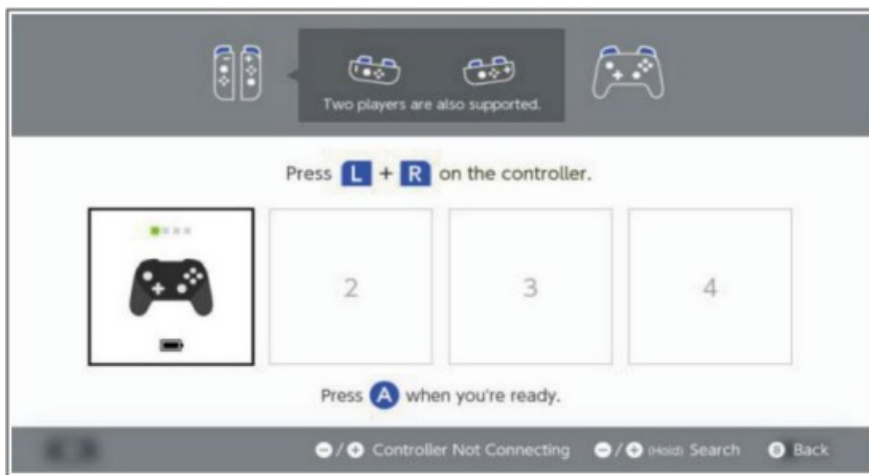 Two players are also supported.
Press L + R on the controller.
2 3 4
Press A when you're ready.
−/+ Controller Not Connecting −/+ (Hold) Search B Back